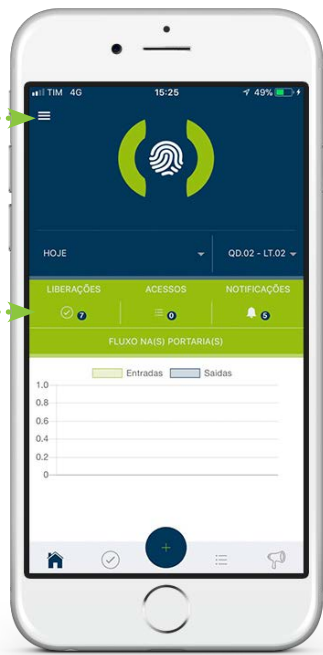 TIM 4G 15:25 49%
HOJE QD.02 - LT.02
LIBERAÇÕES ACESSOS NOTIFICAÇÕES
7 0 5
FLUXO NA(S) PORTARIA(S)
Entradas Saidas
1.0
0.8
0.6
0.4
0.2
0
+